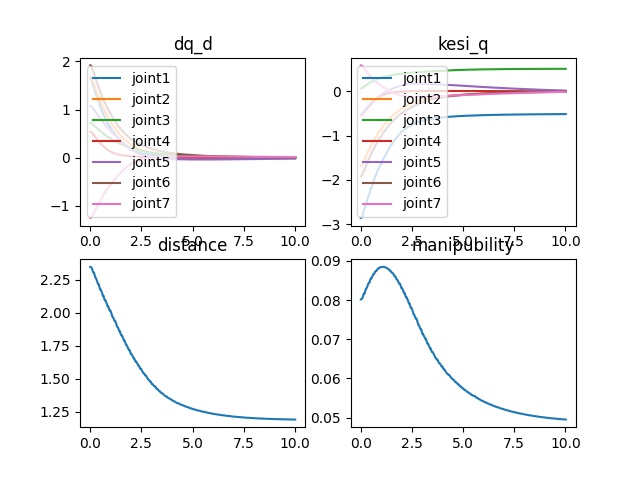 dq_d
2
1
0
−1
joint1
joint2
joint3
joint4
joint5
joint6
joint7
0.0 2.5 5.0 7.5 10.0
kesi_q
0
−1
−2
−3
joint1
joint2
joint3
joint4
joint5
joint6
joint7
0.0 2.5 5.0 7.5 10.0
distance
2.25
2.00
1.75
1.50
1.25
0.0 2.5 5.0 7.5 10.0
manipubility
0.09
0.08
0.07
0.06
0.05
0.0 2.5 5.0 7.5 10.0